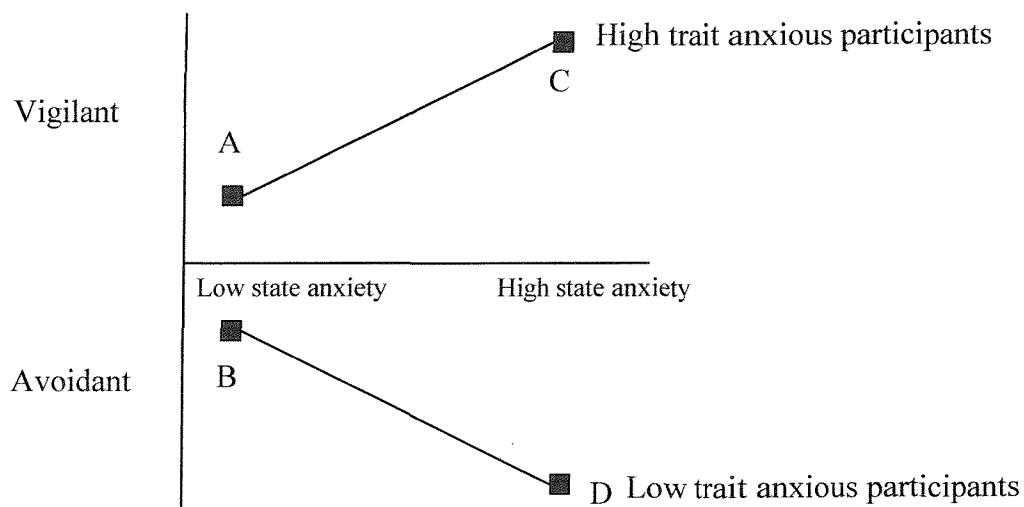 High trait anxious participants
C
Vigilant
A
Low state anxiety
High state anxiety
B
Avoidant
D Low trait anxious participants